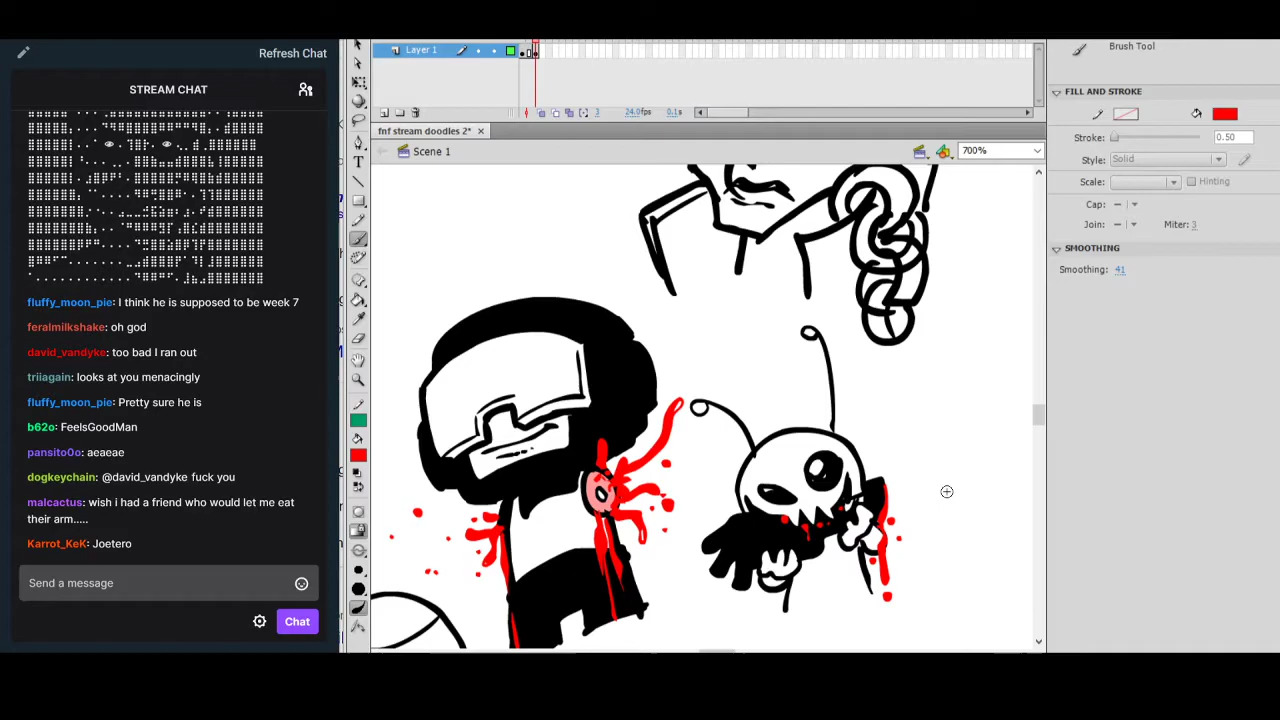 Refresh Chat
STREAM CHAT
fluffy_moon_pie: I think he is supposed to be week 7
feralmilkshake: oh god
david_vandyke: too bad I ran out
triiagain: looks at you menacingly
fluffy_moon_pie: Pretty sure he is
b62o: FeelsGoodMan
pansito0o: aeaeae
dogkeychain: @david_vandyke fuck you
malcactus: wish i had a friend who would let me eat
their arm.....
Karrot_KeK: Joetero
Send a message
Chat
Layer 1
3 24.0fps 0.1s
fnf stream doodles 2*
Scene 1
700%
Brush Tool
FILL AND STROKE
Stroke: 0.50
Style: Solid
Scale: Hinting
Cap:
Join: Miter: 3
SMOOTHING
Smoothing: 41